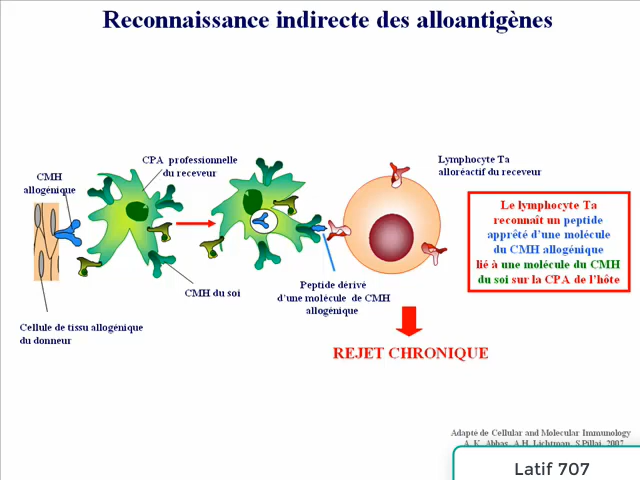 Reconnaissance indirecte des alloantigènes
CPA professionnelle
du receveur
Lymphocyte Ta
alloréactif du receveur
CMH
allogénique
Le lymphocyte Ta
reconnaît un peptide
apprêté d'une molécule
du CMH allogénique
lié à une molécule du CMH
du soi sur la CPA de l'hôte
CMH du soi
Peptide dérivé
d'une molécule de CMH
allogénique
Cellule de tissu allogénique
du donneur
REJET CHRONIQUE
Adapté de Cellular and Molecular Immunology
A. K. Abbas, A.H. Lichtman, S.Pillai, 2007
Latif 707